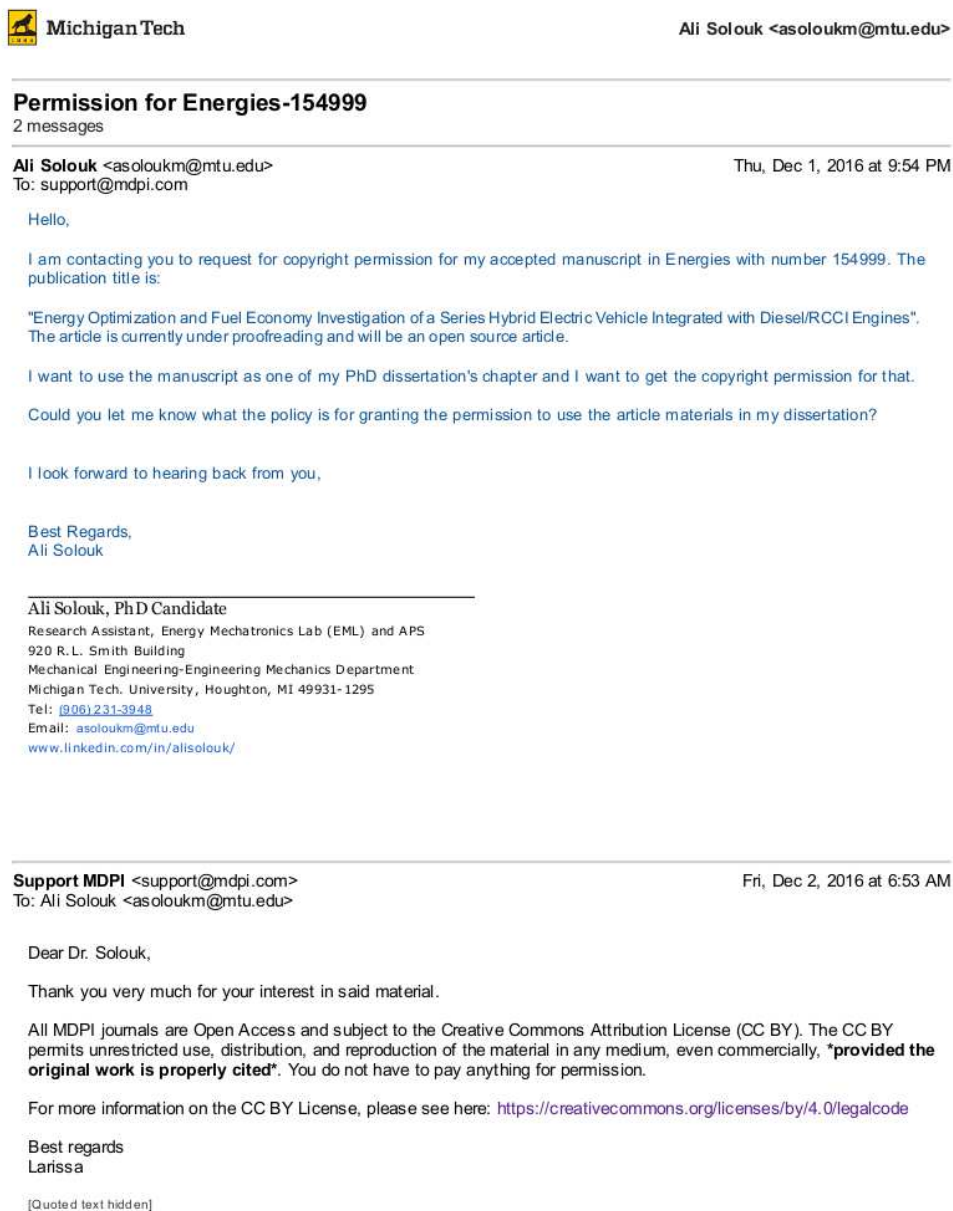 Michigan Tech
Ali Solouk <asoloukm@mtu.edu>
Permission for Energies-154999
2 messages
Ali Solouk <asoloukm@mtu.edu>
Thu, Dec 1, 2016 at 9:54 PM
To: support@mdpi.com
Hello,
I am contacting you to request for copyright permission for my accepted manuscript in Energies with number 154999. The
publication title is:
"Energy Optimization and Fuel Economy Investigation of a Series Hybrid Electric Vehicle Integrated with Diesel/RCCI Engines".
The article is currently under proofreading and will be an open source article.
I want to use the manuscript as one of my PhD dissertation's chapter and I want to get the copyright permission for that.
Could you let me know what the policy is for granting the permission to use the article materials in my dissertation?
I look forward to hearing back from you,
Best Regards,
Ali Solouk
Ali Solouk, PhD Candidate
Research Assistant, Energy Mechatronics Lab (EML) and APS
920 R.L. Smith Building
Mechanical Engineering-Engineering Mechanics Department
Michigan Tech. University, Houghton, MI 49931-1295
Tel: (906) 231-3948
Email: asoloukm@mtu.edu
www.linkedin.com/in/alisolouk/
Support MDPI <support@mdpi.com>
Fri, Dec 2, 2016 at 6:53 AM
To: Ali Solouk <asoloukm@mtu.edu>
Dear Dr. Solouk,
Thank you very much for your interest in said material.
All MDPI journals are Open Access and subject to the Creative Commons Attribution License (CC BY). The CC BY
permits unrestricted use, distribution, and reproduction of the material in any medium, even commercially, *provided the
original work is properly cited*. You do not have to pay anything for permission.
For more information on the CC BY License, please see here: https://creativecommons.org/licenses/by/4.0/legalcode
Best regards
Larissa
[Quoted text hidden]